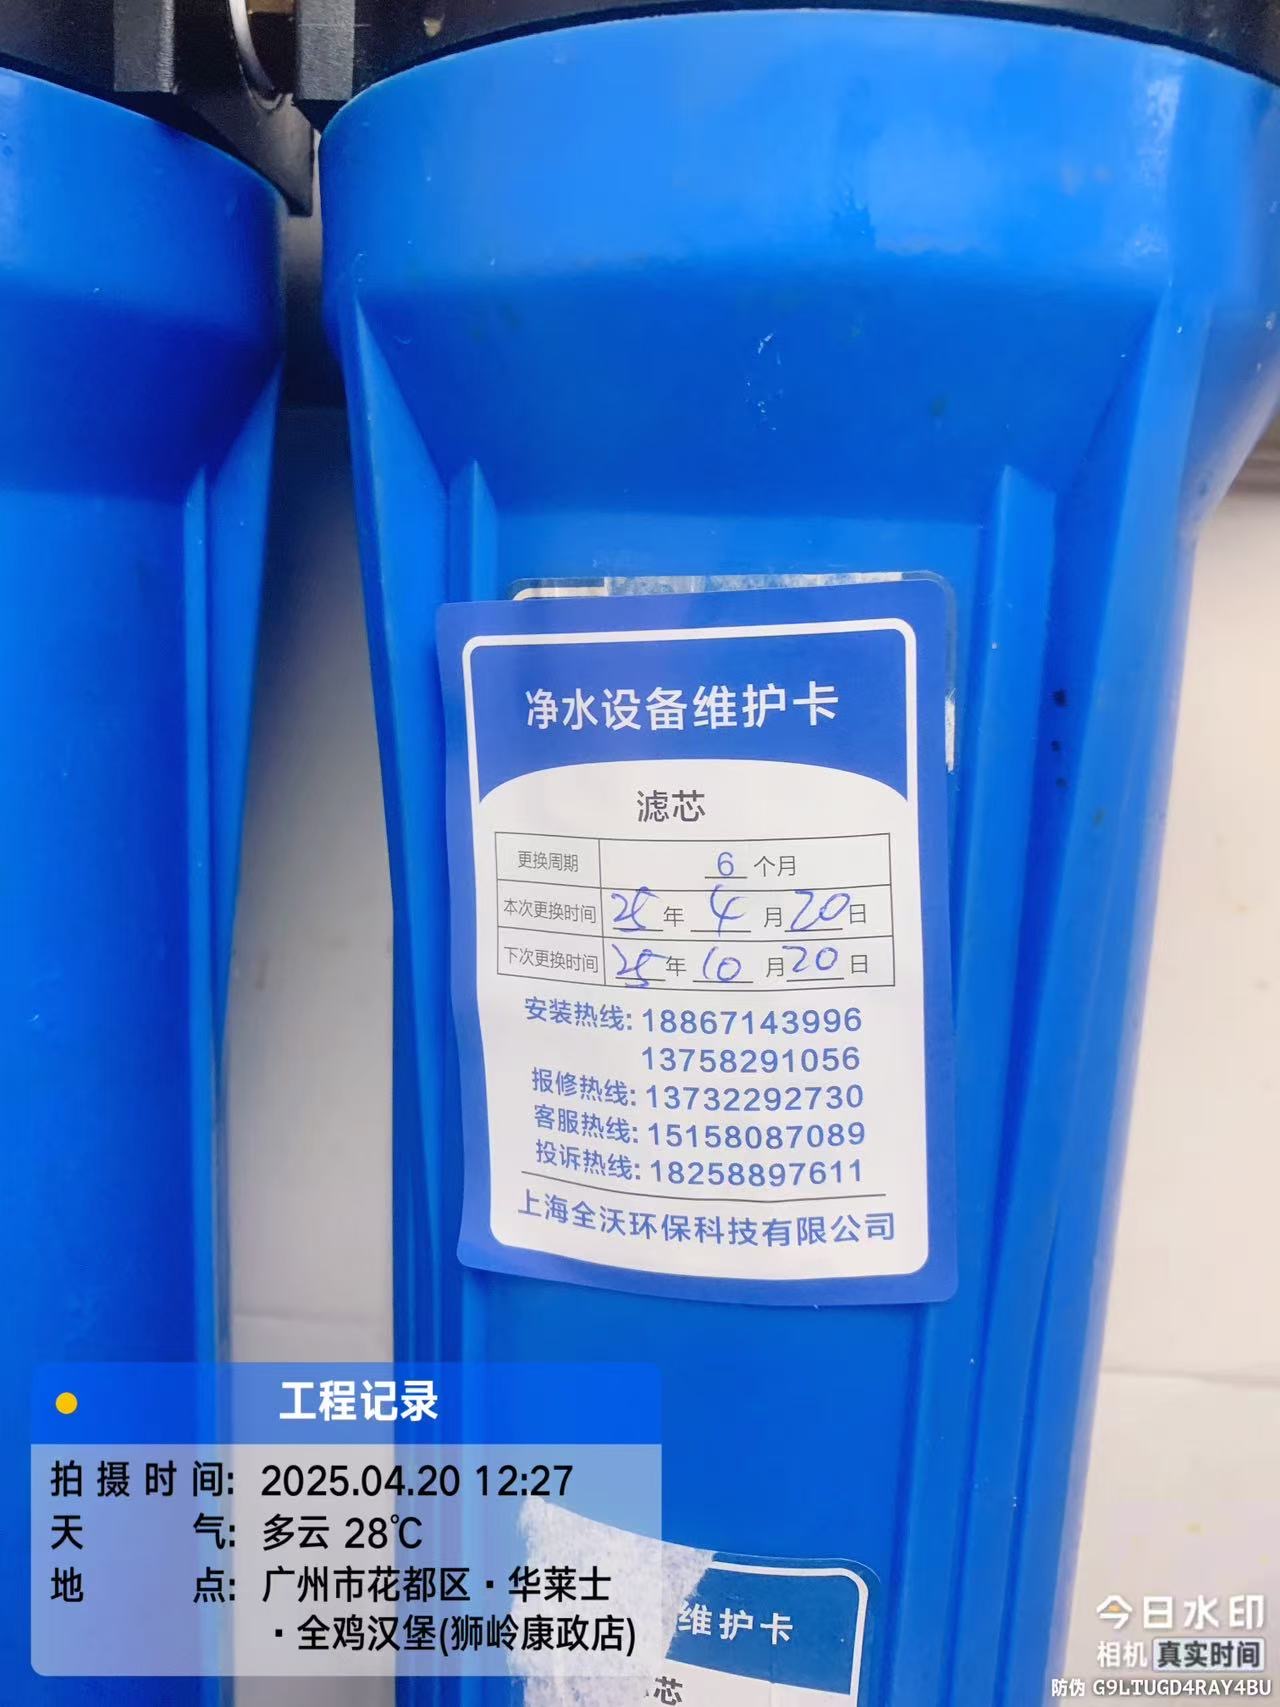 净水设备维护卡
滤芯
更换周期 6 个月
本次更换时间 25 年 4 月 20 日
下次更换时间 25 年 10 月 20 日
安装热线: 18867143996
13758291056
报修热线: 13732292730
客服热线: 15158087089
投诉热线: 18258897611
上海全沃环保科技有限公司
维护卡
芯
工程记录
拍摄时间: 2025.04.20 12:27
天气: 多云 28℃
地点: 广州市花都区·华莱士
·全鸡汉堡(狮岭康政店)
今日水印
相机 真实时间
防伪 G9LTUGD4RAY4BU